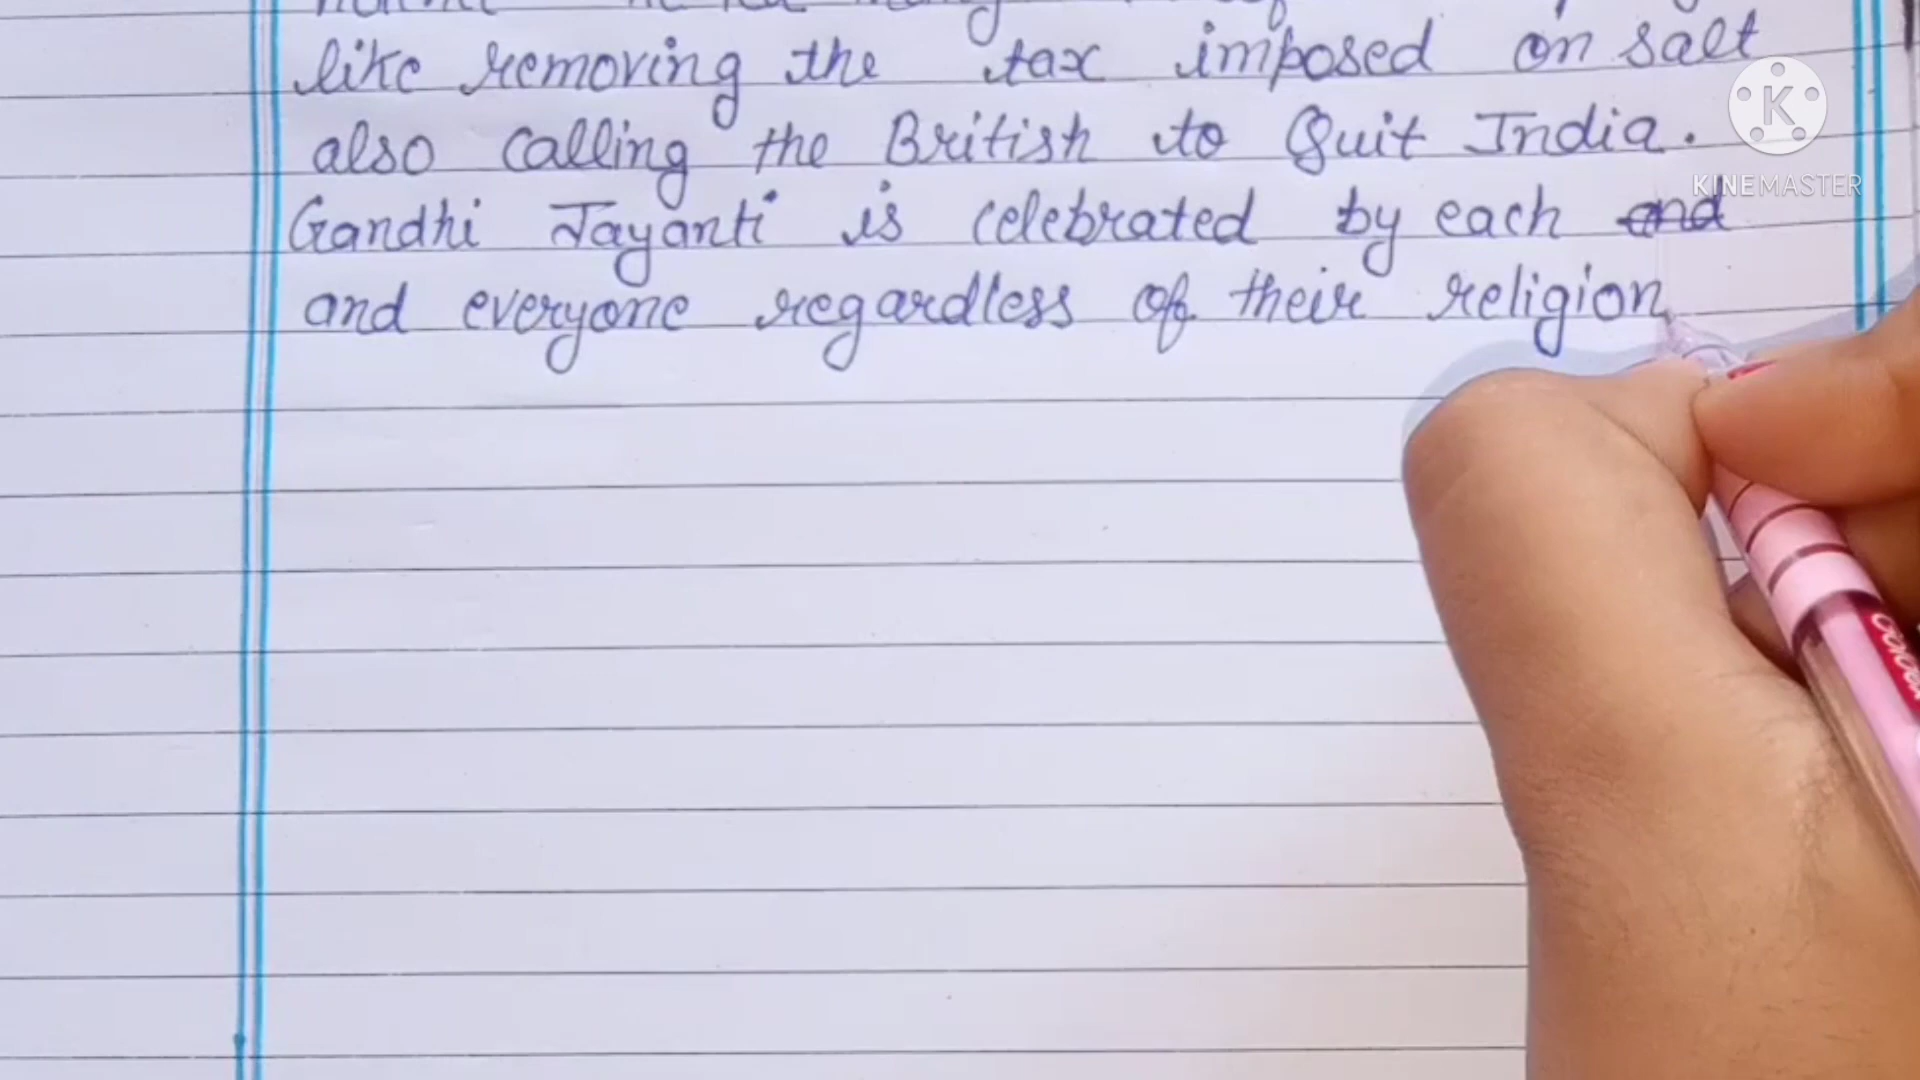 like removing the tax imposed on salt
also calling the British to Quit India.
Gandhi Jayanti is celebrated by each and
and everyone regardless of their religion
K
KINEMASTER